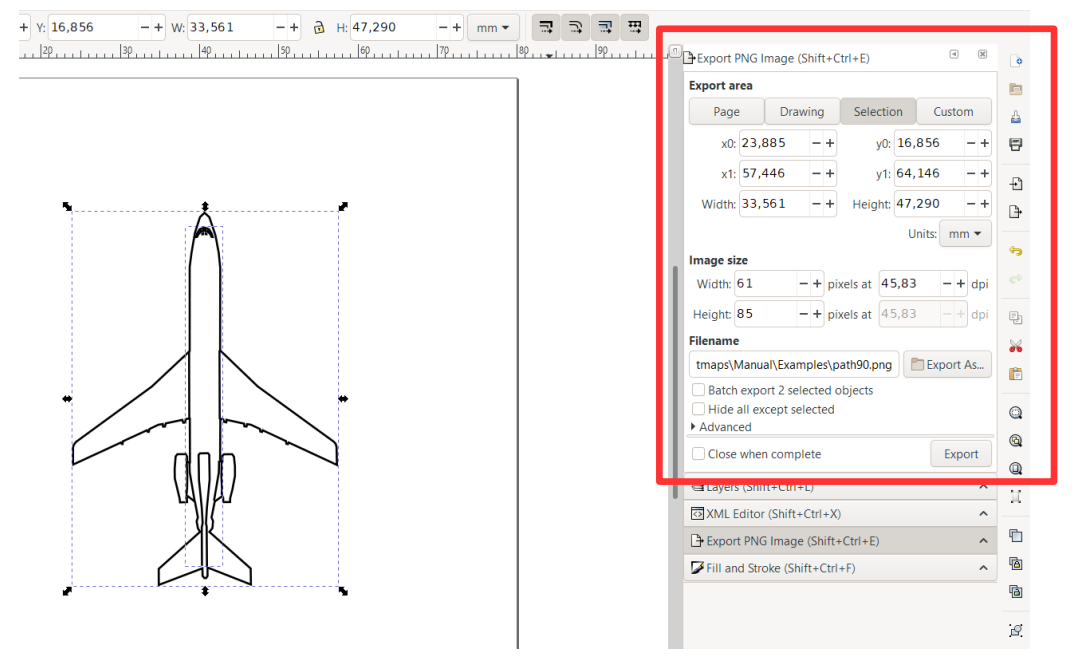 Y: 16,856 − + W: 33,561 − + H: 47,290 − + mm
20 30 40 50 60 70 80 90
Export PNG Image (Shift+Ctrl+E)
Export area
Page Drawing Selection Custom
x0: 23,885 − + y0: 16,856 − +
x1: 57,446 − + y1: 64,146 − +
Width: 33,561 − + Height: 47,290 − +
Units: mm
Image size
Width: 61 − + pixels at 45,83 − + dpi
Height: 85 − + pixels at 45,83 − + dpi
Filename
tmaps\Manual\Examples\path90.png Export As...
Batch export 2 selected objects
Hide all except selected
Advanced
Close when complete Export
Layers (Shift+Ctrl+L)
XML Editor (Shift+Ctrl+X)
Export PNG Image (Shift+Ctrl+E)
Fill and Stroke (Shift+Ctrl+F)